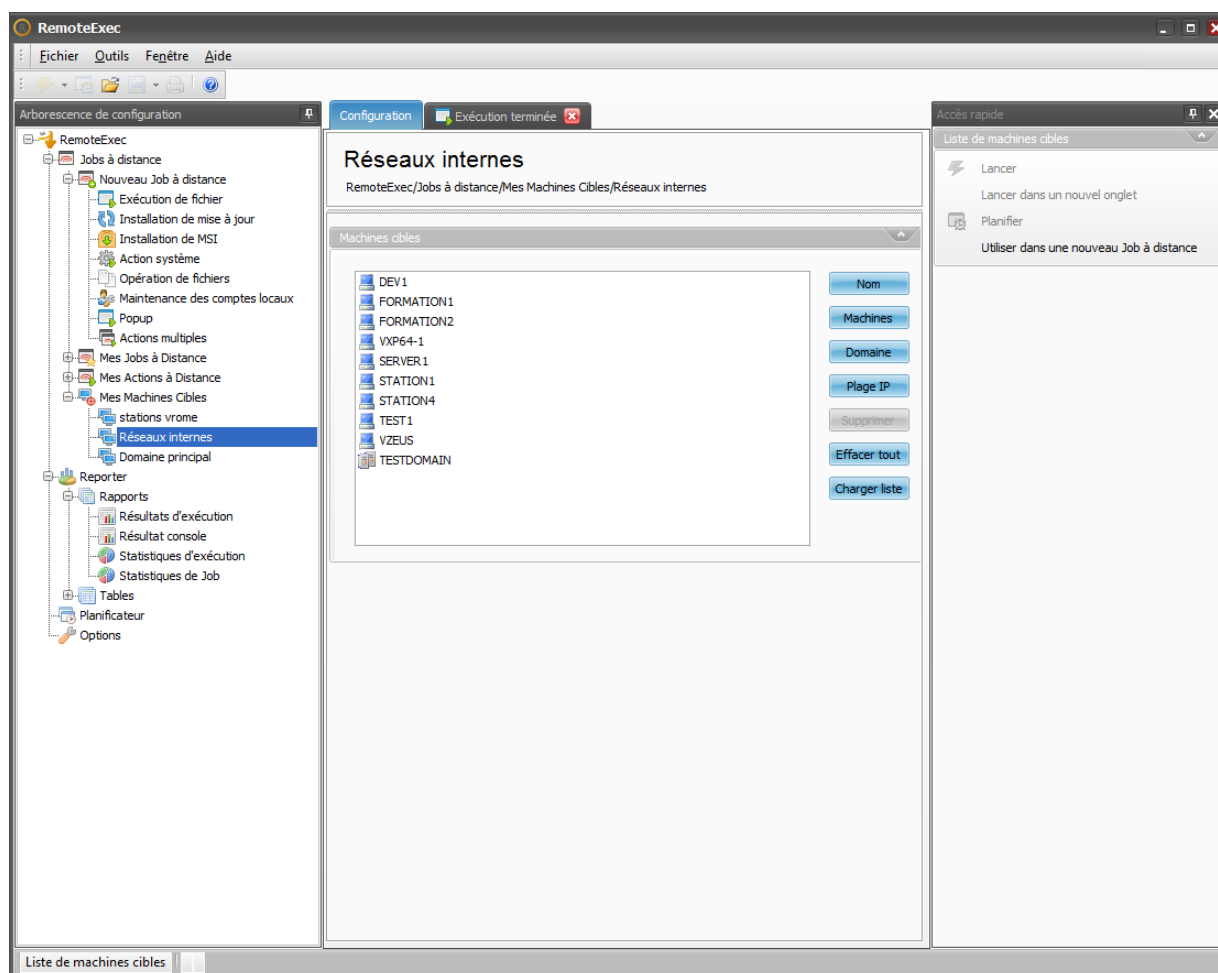 RemoteExec
Fichier Outils Fenêtre Aide
Arborescence de configuration
RemoteExec
Jobs à distance
Nouveau Job à distance
Exécution de fichier
Installation de mise à jour
Installation de MSI
Action système
Opération de fichiers
Maintenance des comptes locaux
Popup
Actions multiples
Mes Jobs à Distance
Mes Actions à Distance
Mes Machines Cibles
stations vrome
Réseaux internes
Domaine principal
Reporter
Rapports
Résultats d'exécution
Résultat console
Statistiques d'exécution
Statistiques de Job
Tables
Planificateur
Options
Configuration
Exécution terminée
Réseaux internes
RemoteExec/Jobs à distance/Mes Machines Cibles/Réseaux internes
Machines cibles
DEV1
FORMATION1
FORMATION2
VXP64-1
SERVER1
STATION1
STATION4
TEST1
VZEUS
TESTDOMAIN
Nom
Machines
Domaine
Plage IP
Supprimer
Effacer tout
Charger liste
Accès rapide
Liste de machines cibles
Lancer
Lancer dans un nouvel onglet
Planifier
Utiliser dans une nouveau Job à distance
Liste de machines cibles